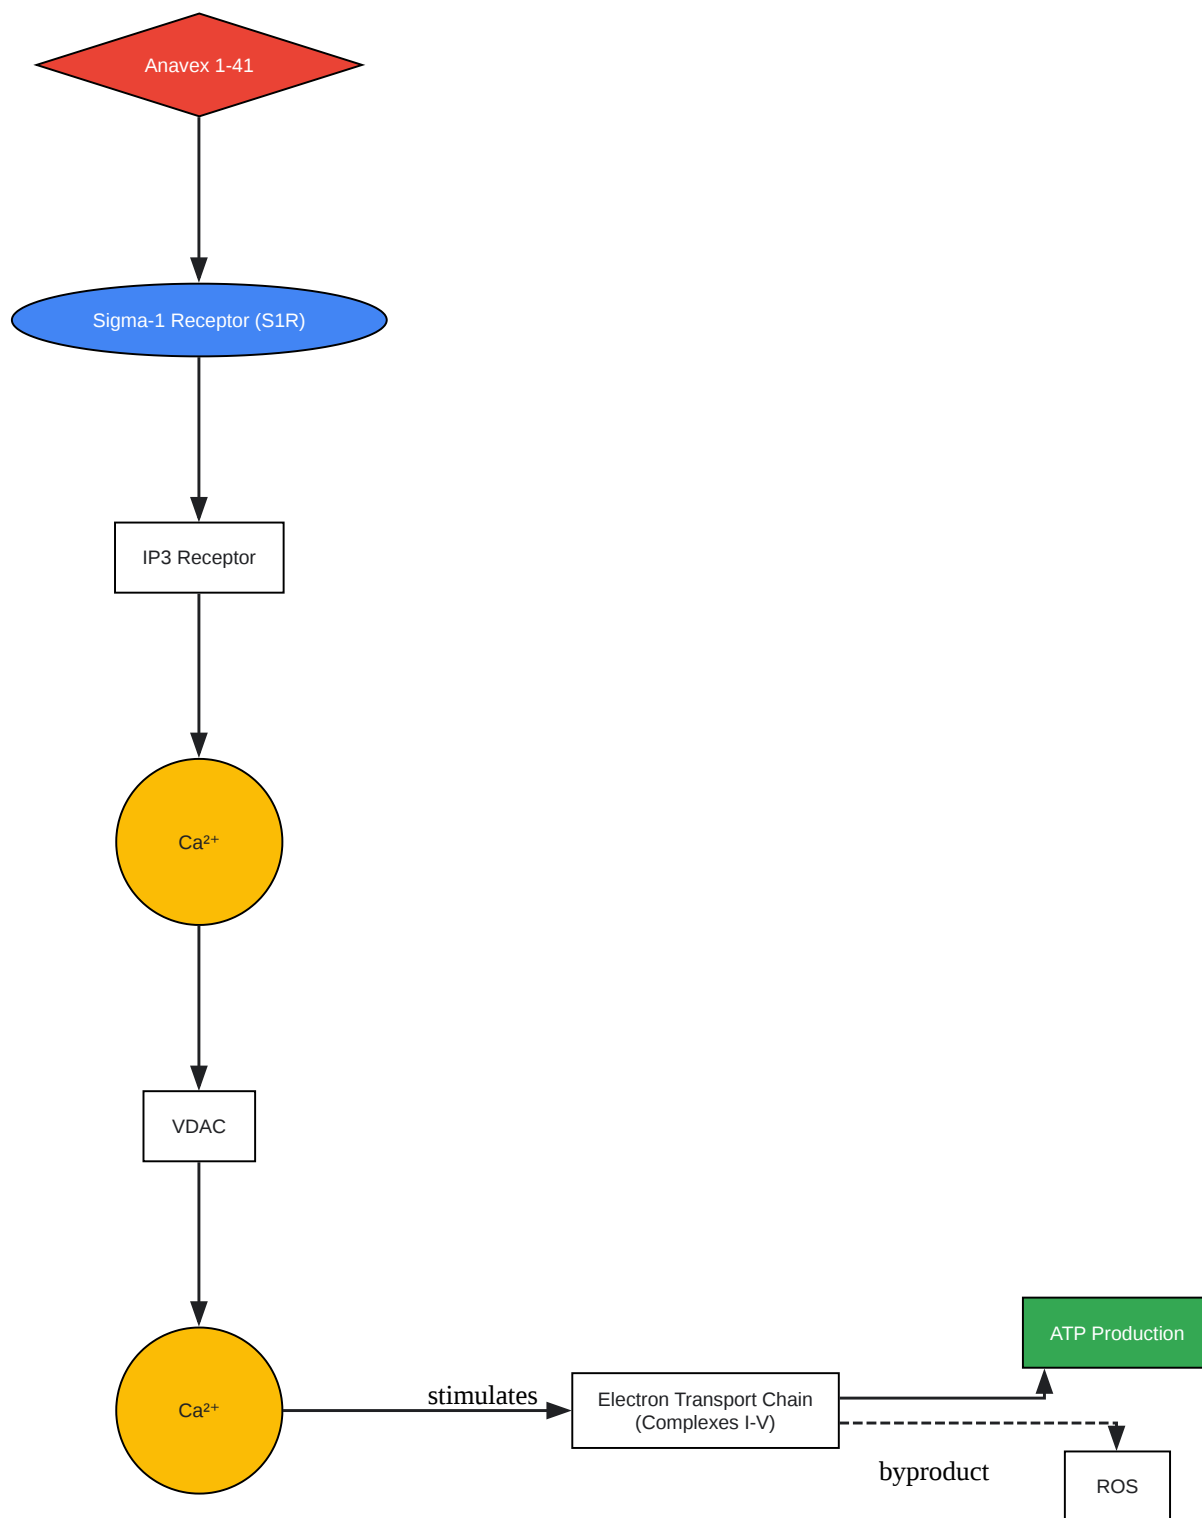 Anavex 1-41
Sigma-1 Receptor (S1R)
IP3 Receptor
Ca²⁺
VDAC
Ca²⁺
stimulates
Electron Transport Chain
(Complexes I-V)
ATP Production
byproduct
ROS